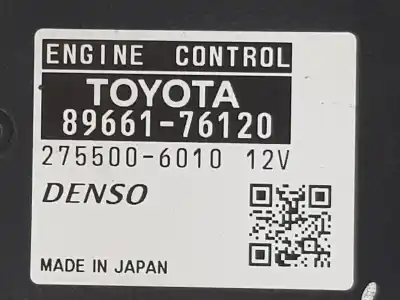 ENGINE CONTROL
TOYOTA
89661-76120
275500-6010 12V
DENSO
MADE IN JAPAN